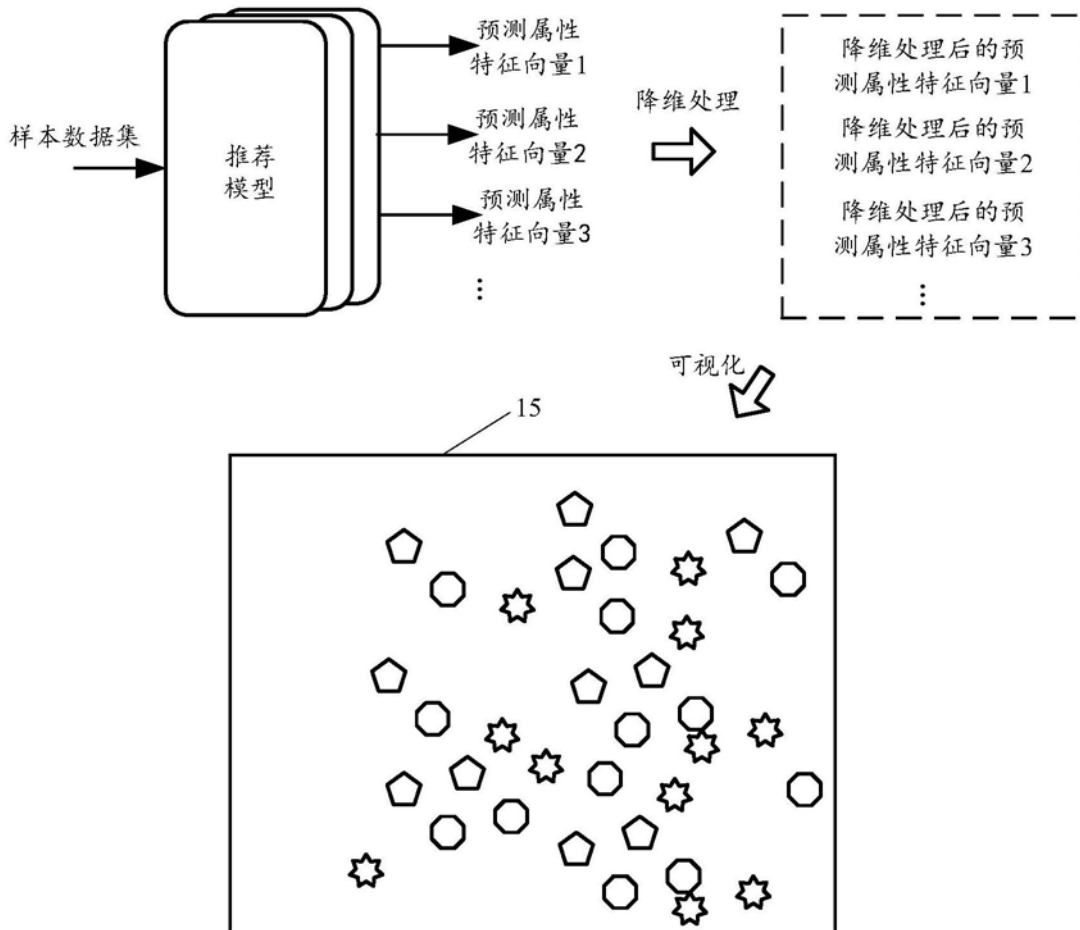 样本数据集
推荐
模型
预测属性
特征向量1
预测属性
特征向量2
预测属性
特征向量3
⋮
降维处理
降维处理后的预
测属性特征向量1
降维处理后的预
测属性特征向量2
降维处理后的预
测属性特征向量3
⋮
可视化
15